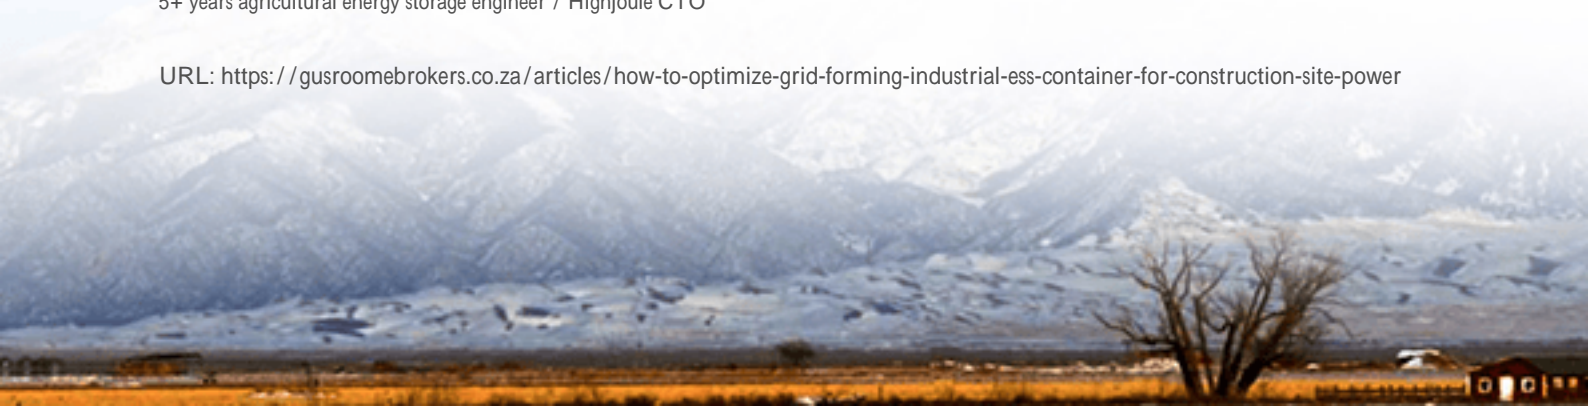 5+ years agricultural energy storage engineer / Highjoule CTO
URL: https://gusroomebrokers.co.za/articles/how-to-optimize-grid-forming-industrial-ess-container-for-construction-site-power